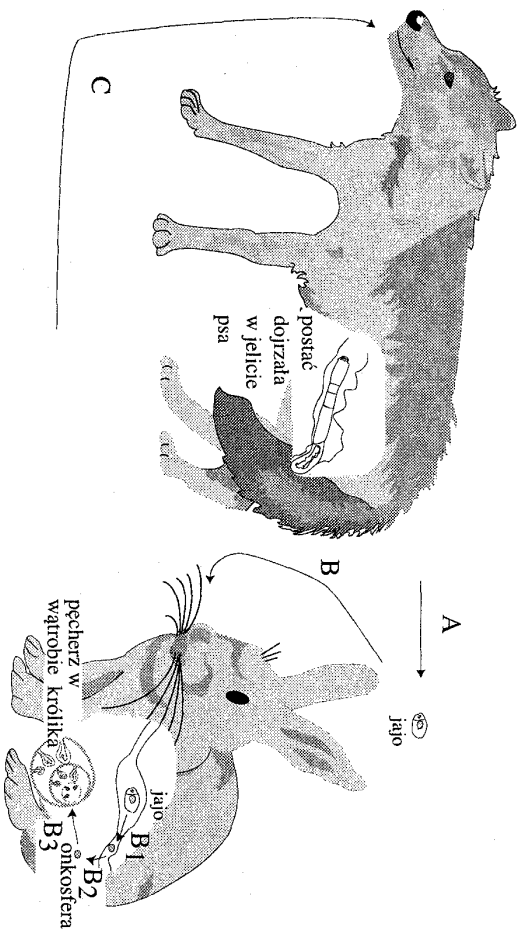 C
postać
dojrzała
w jelicie
psa
A
jajo
B
jajo
B1
B2
onkosfera
B3
pęcherz w
wątrobie królika